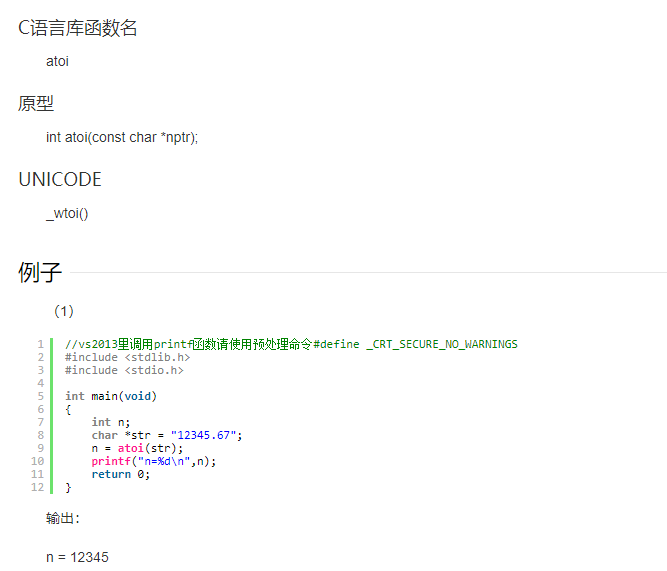 C语言库函数名
atoi
原型
int atoi(const char *nptr);
UNICODE
_wtoi()
例子
（1）
1 //vs2013里调用printf函数请使用预处理命令#define _CRT_SECURE_NO_WARNINGS
2 #include <stdlib.h>
3 #include <stdio.h>
4
5 int main(void)
6 {
7 int n;
8 char *str = "12345.67";
9 n = atoi(str);
10 printf("n=%d\n",n);
11 return 0;
12 }
输出：
n = 12345